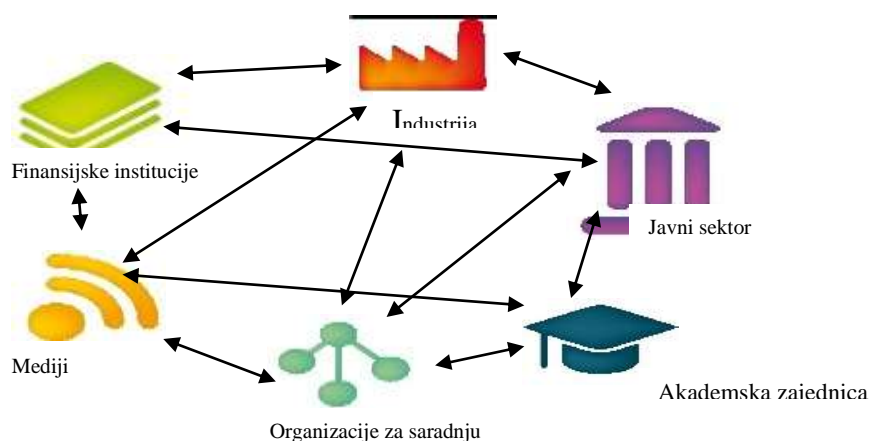 Industrija
Finansijske institucije
Javni sektor
Mediji
Akademska zajednica
Organizacije za saradnju